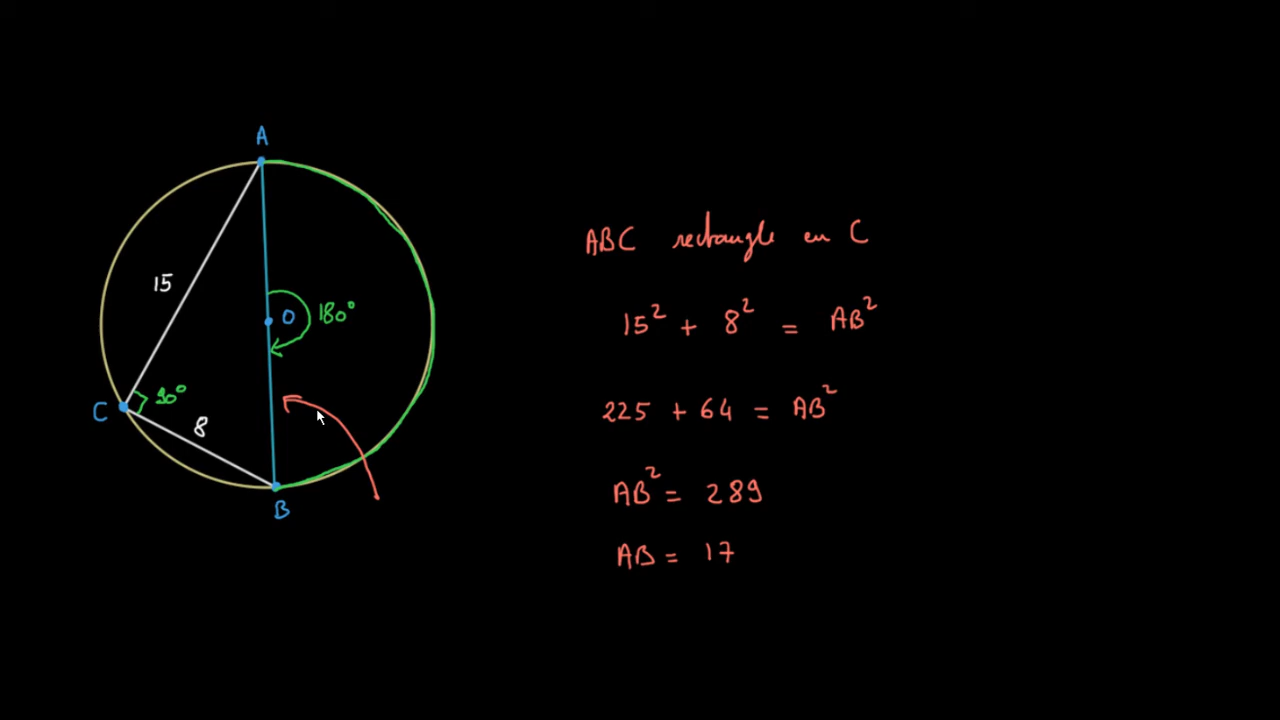 A
15
O 180°
C 90°
8
B
ABC rectangle en C
15² + 8² = AB²
225 + 64 = AB²
AB² = 289
AB = 17